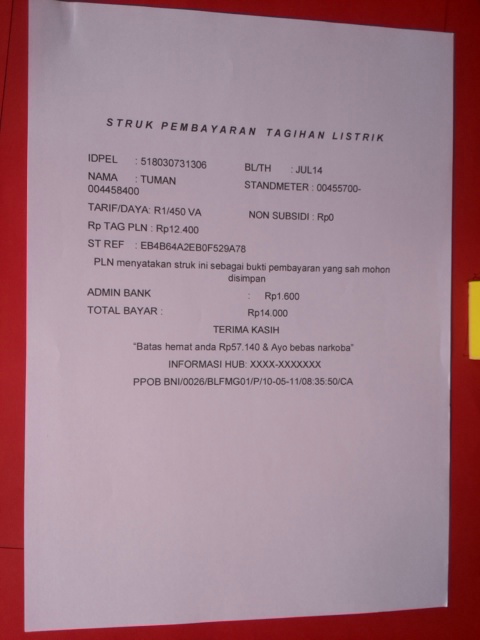 STRUK PEMBAYARAN TAGIHAN LISTRIK
IDPEL : 518030731306 BL/TH : JUL14
NAMA : TUMAN STANDMETER : 00455700-
004458400
TARIF/DAYA: R1/450 VA NON SUBSIDI : Rp0
Rp TAG PLN : Rp12.400
ST REF : EB4B64A2EB0F529A78
PLN menyatakan struk ini sebagai bukti pembayaran yang sah mohon
disimpan
ADMIN BANK : Rp1.600
TOTAL BAYAR : Rp14.000
TERIMA KASIH
“Batas hemat anda Rp57.140 & Ayo bebas narkoba”
INFORMASI HUB: XXXX-XXXXXXX
PPOB BNI/0026/BLFMG01/P/10-05-11/08:35:50/CA